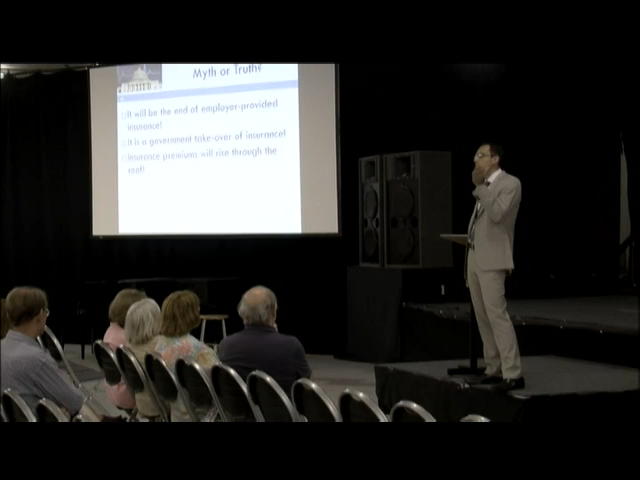 Myth or Truth?
It will be the end of employer-provided
insurance!
It is a government take-over of insurance!
Insurance premiums will rise through the
roof!